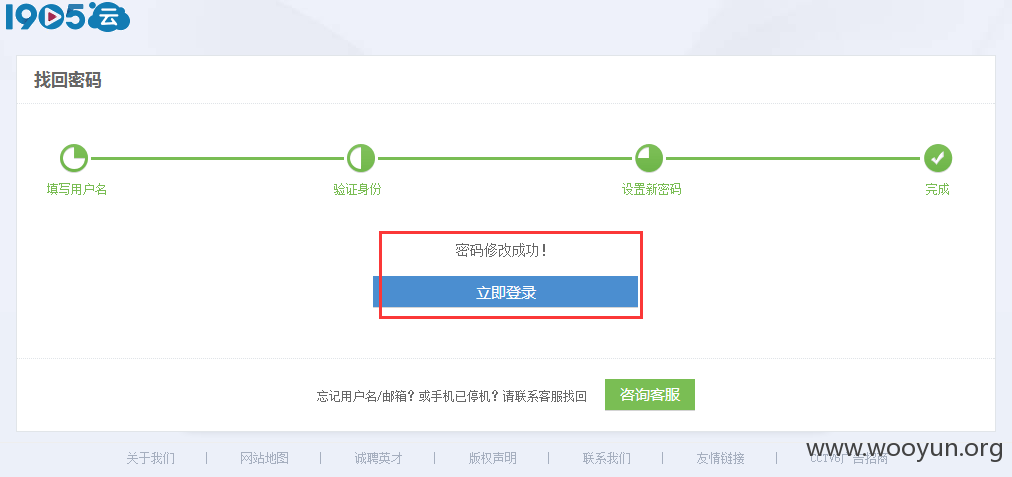 1905云
找回密码
填写用户名 验证身份 设置新密码 完成
密码修改成功！
立即登录
忘记用户名/邮箱？或手机已停机？请联系客服找回 咨询客服
关于我们 | 网站地图 | 诚聘英才 | 版权声明 | 联系我们 | 友情链接 | CCTV6广告招商
www.wooyun.org